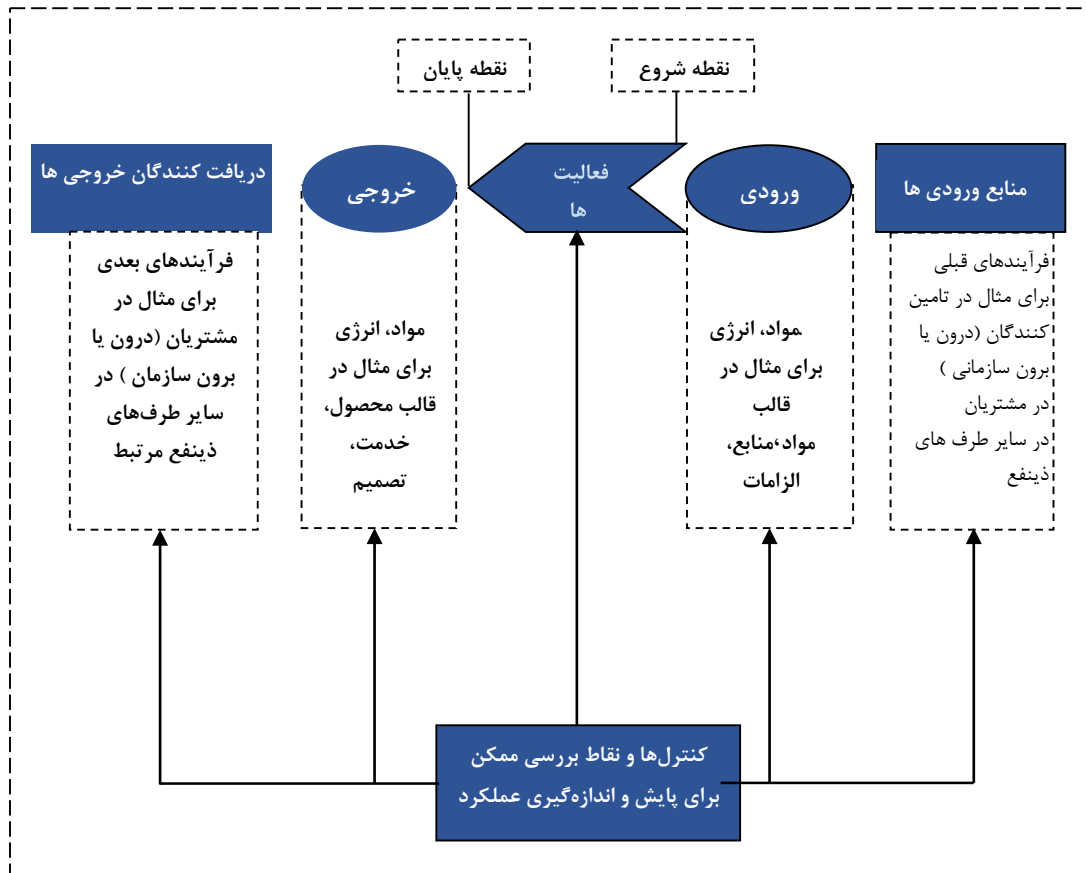 نقطه شروع
نقطه پایان
منابع ورودی ها
ورودی
فعالیت
ها
خروجی
دریافت کنندگان خروجی ها
فرآیندهای قبلی
برای مثال در تامین
کنندگان (درون یا
برون سازمانی )
در مشتریان
در سایر طرف های
ذینفع
مواد، انرژی
برای مثال در
قالب
مواد،منابع،
الزامات
مواد، انرژی
برای مثال در
قالب محصول،
خدمت،
تصمیم
فرآیندهای بعدی
برای مثال در
مشتریان (درون یا
برون سازمان ) در
سایر طرف‌های
ذینفع مرتبط
کنترل‌ها و نقاط بررسی ممکن
برای پایش و اندازه‌گیری عملکرد